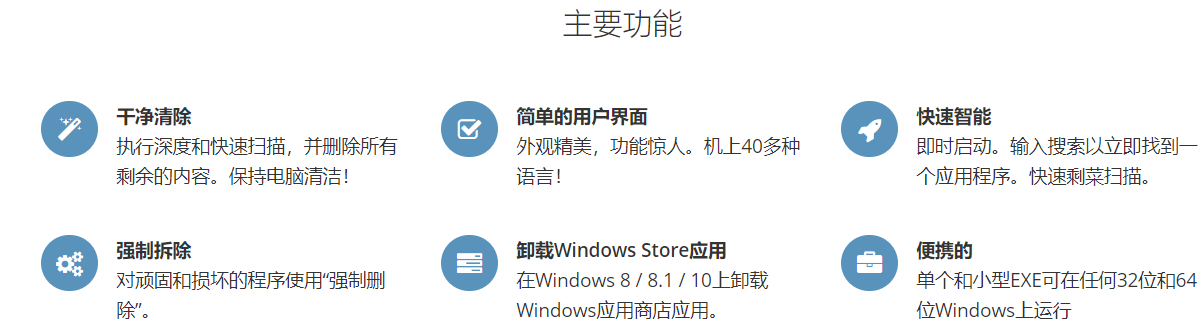 主要功能
干净清除
执行深度和快速扫描，并删除所有
剩余的内容。保持电脑清洁！
简单的用户界面
外观精美，功能惊人。机上40多种
语言！
快速智能
即时启动。输入搜索以立即找到一
个应用程序。快速剩菜扫描。
强制拆除
对顽固和损坏的程序使用“强制删
除”。
卸载Windows Store应用
在Windows 8 / 8.1 / 10上卸载
Windows应用商店应用。
便携的
单个和小型EXE可在任何32位和64
位Windows上运行